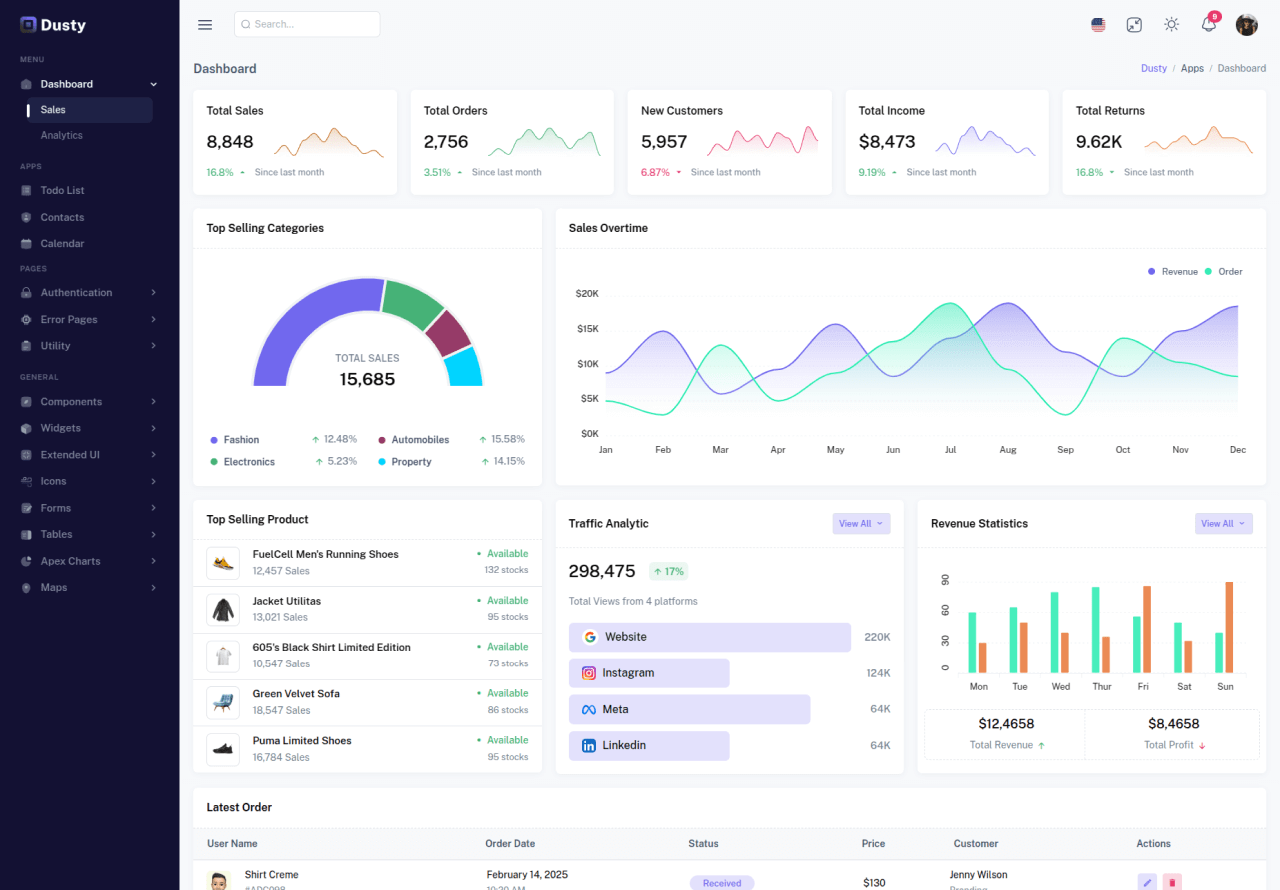 Dusty
MENU
Dashboard
Sales
Analytics
APPS
Todo List
Contacts
Calendar
PAGES
Authentication
Error Pages
Utility
GENERAL
Components
Widgets
Extended UI
Icons
Forms
Tables
Apex Charts
Maps
Search...
9
Dashboard
Dusty / Apps / Dashboard
Total Sales
8,848
16.8% Since last month
Total Orders
2,756
3.51% Since last month
New Customers
5,957
6.87% Since last month
Total Income
$8,473
9.19% Since last month
Total Returns
9.62K
16.8% Since last month
Top Selling Categories
TOTAL SALES
15,685
Fashion 12.48% Automobiles 15.58%
Electronics 5.23% Property 14.15%
Sales Overtime
Revenue Order
$20K
$15K
$10K
$5K
$0K
Jan Feb Mar Apr May Jun Jul Aug Sep Oct Nov Dec
Top Selling Product
FuelCell Men's Running Shoes Available
12,457 Sales 132 stocks
Jacket Utilitas Available
13,021 Sales 95 stocks
605's Black Shirt Limited Edition Available
10,547 Sales 73 stocks
Green Velvet Sofa Available
18,547 Sales 86 stocks
Puma Limited Shoes Available
16,784 Sales 95 stocks
Traffic Analytic View All
298,475 17%
Total Views from 4 platforms
Website 220K
Instagram 124K
Meta 64K
Linkedin 64K
Revenue Statistics View All
90
60
30
0
Mon Tue Wed Thur Fri Sat Sun
$12,4658 $8,4658
Total Revenue Total Profit
Latest Order
User Name Order Date Status Price Customer Actions
Shirt Creme February 14, 2025 Received $130 Jenny Wilson